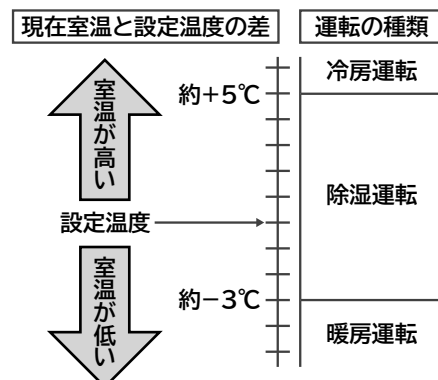 現在室温と設定温度の差
運転の種類
室温が高い
約+5℃
冷房運転
除湿運転
設定温度
室温が低い
約−3℃
暖房運転